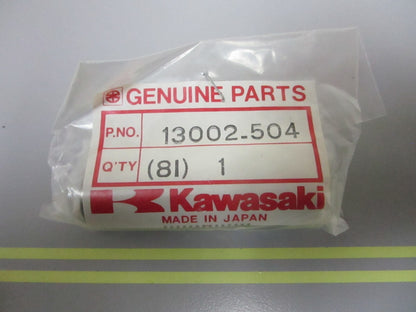 GENUINE PARTS
P.NO. 13002-504
Q'TY (81) 1
Kawasaki
MADE IN JAPAN